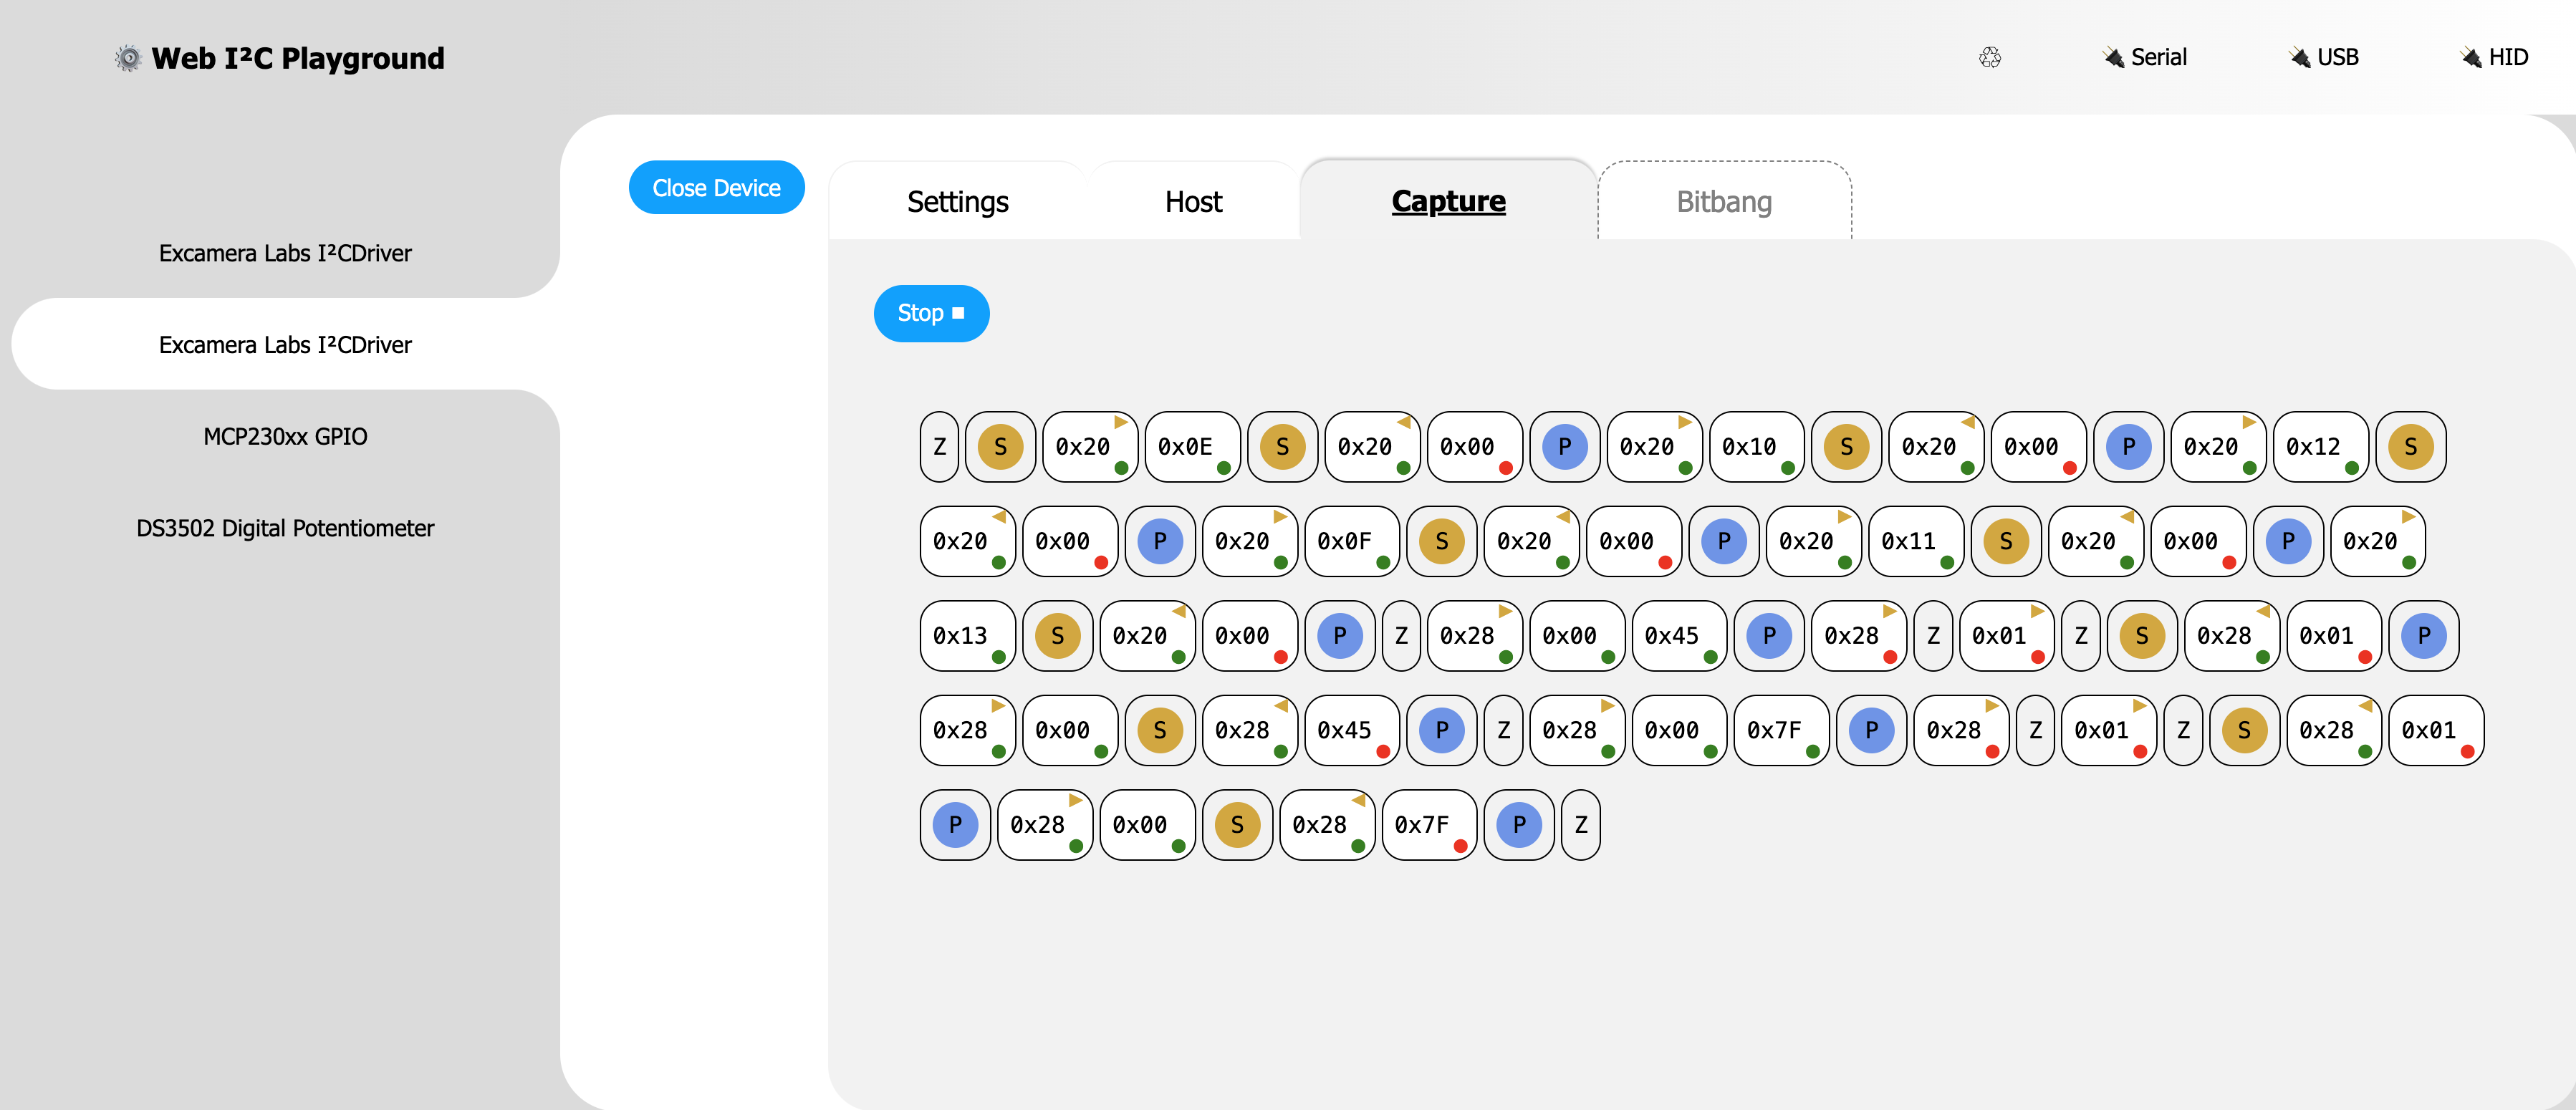 Web I²C Playground
Serial
USB
HID
Excamera Labs I²CDriver
Excamera Labs I²CDriver
MCP230xx GPIO
DS3502 Digital Potentiometer
Close Device
Settings
Host
Capture
Bitbang
Stop
Z S 0x20 0x0E S 0x20 0x00 P 0x20 0x10 S 0x20 0x00 P 0x20 0x12 S
0x20 0x00 P 0x20 0x0F S 0x20 0x00 P 0x20 0x11 S 0x20 0x00 P 0x20
0x13 S 0x20 0x00 P Z 0x28 0x00 0x45 P 0x28 Z 0x01 Z S 0x28 0x01 P
0x28 0x00 S 0x28 0x45 P Z 0x28 0x00 0x7F P 0x28 Z 0x01 Z S 0x28 0x01
P 0x28 0x00 S 0x28 0x7F P Z